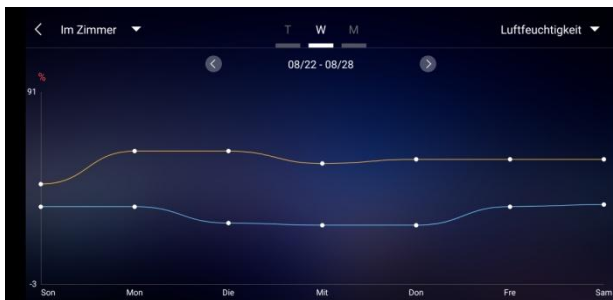 Im Zimmer
T W M
Luftfeuchtigkeit
08/22 - 08/28
%
91
-3
Son Mon Die Mit Don Fre Sam